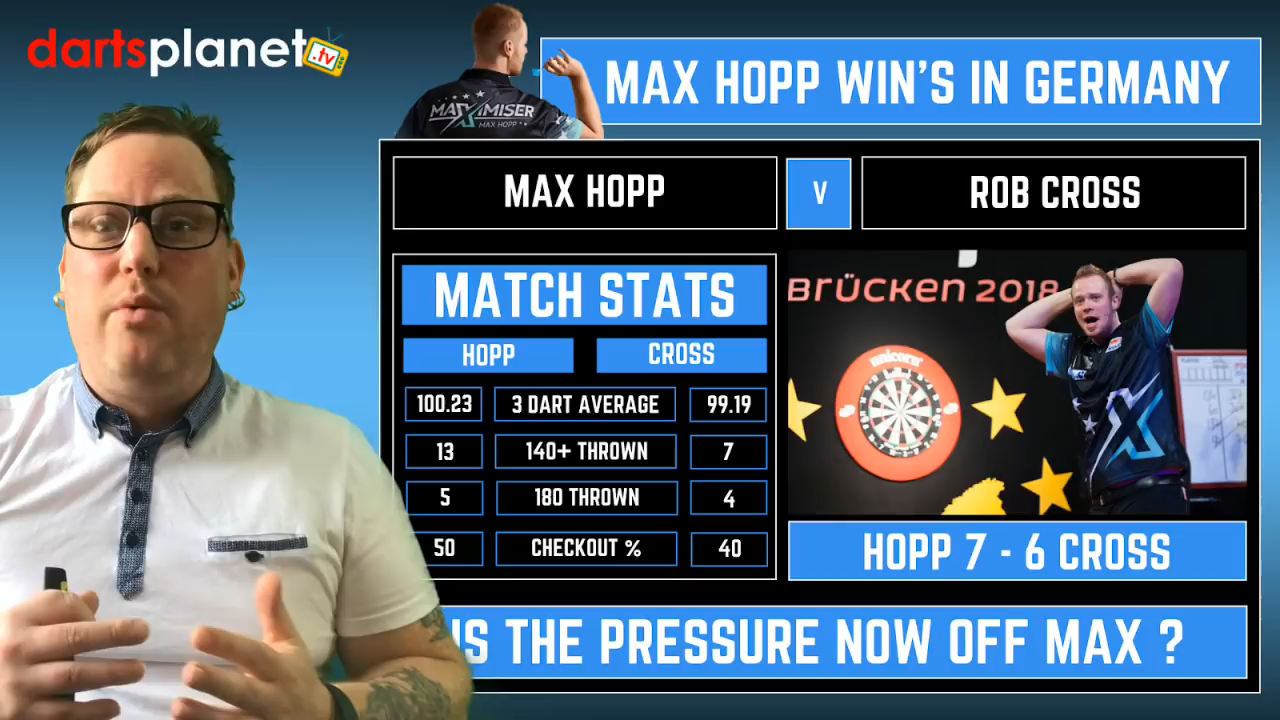 dartsplanet
.tv
MAX HOPP WIN'S IN GERMANY
MAXIMISER
MAX HOPP
MAX HOPP
V
ROB CROSS
MATCH STATS
HOPP
CROSS
100.23
3 DART AVERAGE
99.19
13
140+ THROWN
7
5
180 THROWN
4
50
CHECKOUT %
40
BRÜCKEN 2018
unicorn
X
HOPP 7 - 6 CROSS
IS THE PRESSURE NOW OFF MAX ?